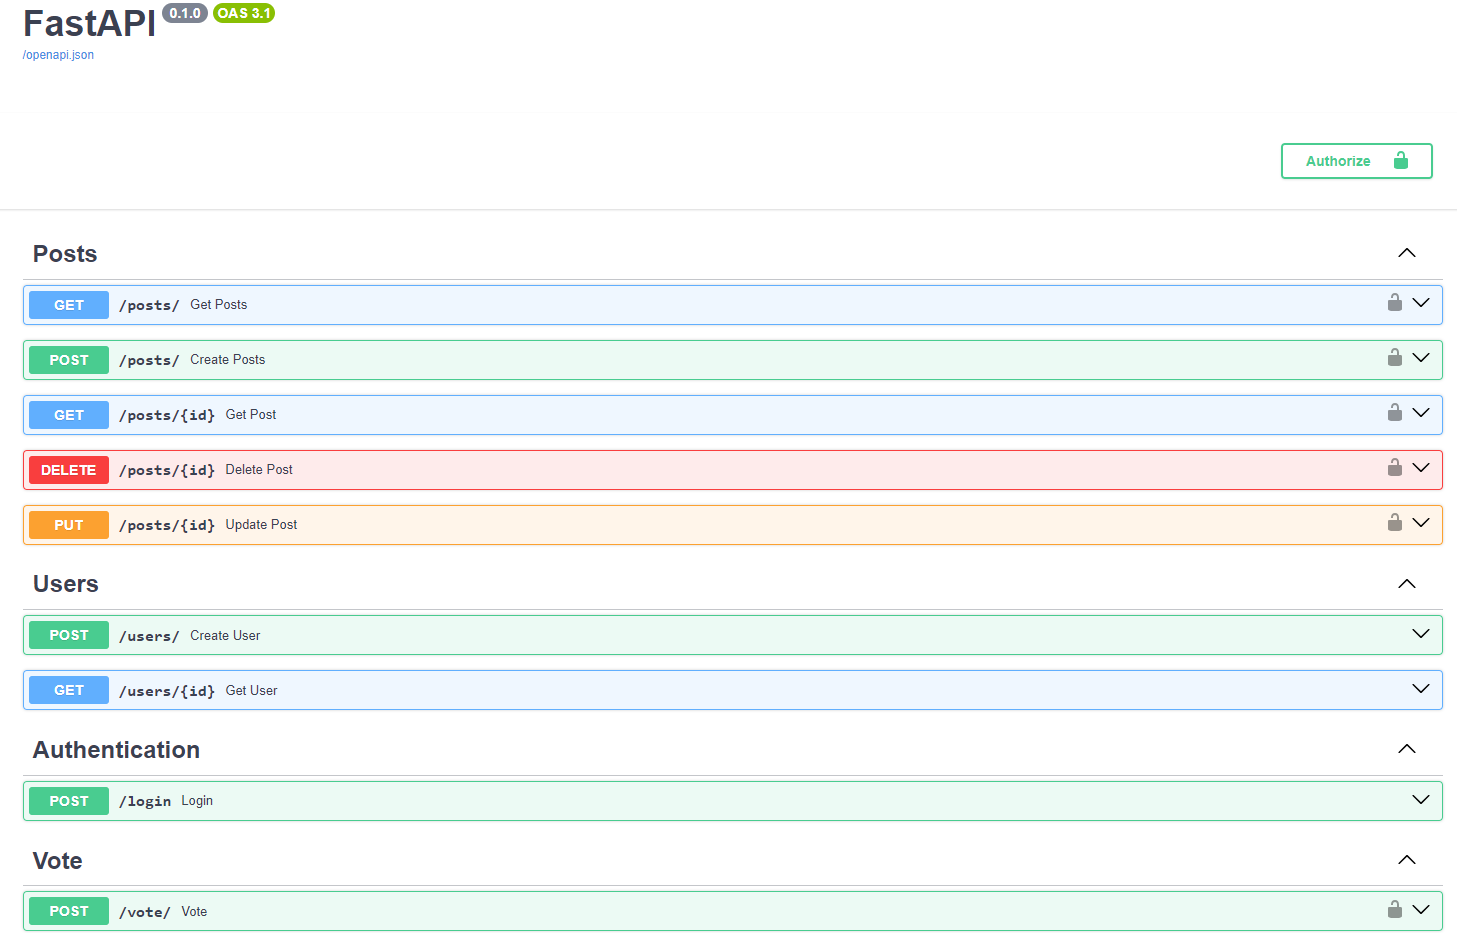 FastAPI 0.1.0 OAS 3.1
/openapi.json
Authorize
Posts
GET /posts/ Get Posts
POST /posts/ Create Posts
GET /posts/{id} Get Post
DELETE /posts/{id} Delete Post
PUT /posts/{id} Update Post
Users
POST /users/ Create User
GET /users/{id} Get User
Authentication
POST /login Login
Vote
POST /vote/ Vote